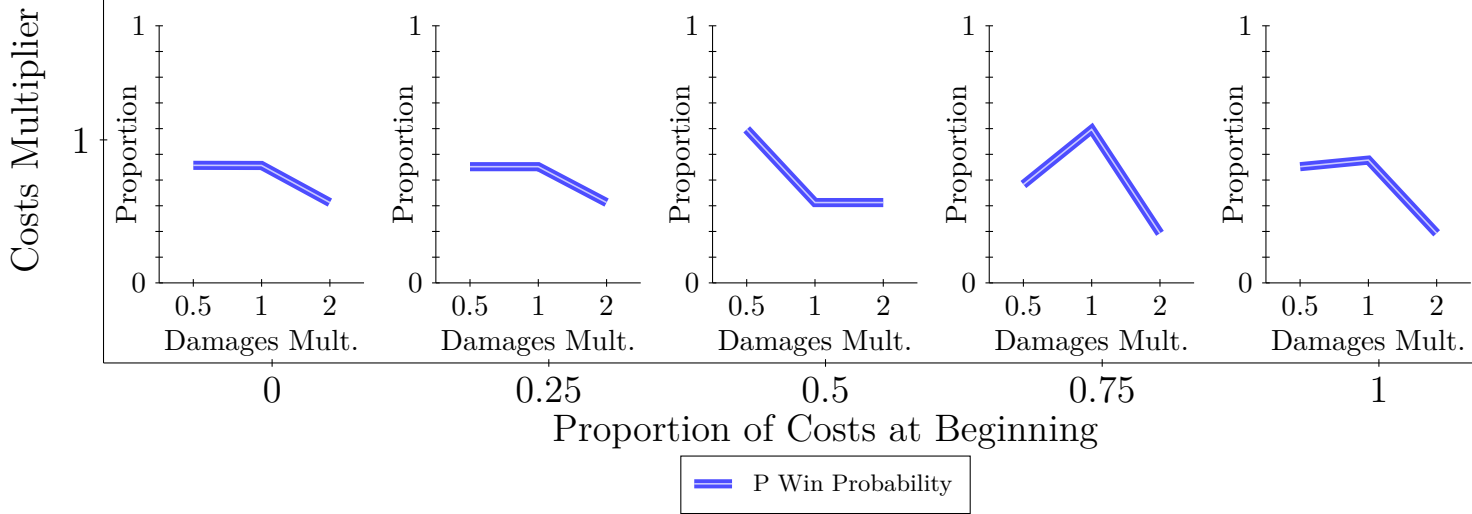 Costs Multiplier
1
1
Proportion
0
0.5 1 2
Damages Mult.
1
Proportion
0
0.5 1 2
Damages Mult.
1
Proportion
0
0.5 1 2
Damages Mult.
1
Proportion
0
0.5 1 2
Damages Mult.
1
Proportion
0
0.5 1 2
Damages Mult.
0 0.25 0.5 0.75 1
Proportion of Costs at Beginning
P Win Probability